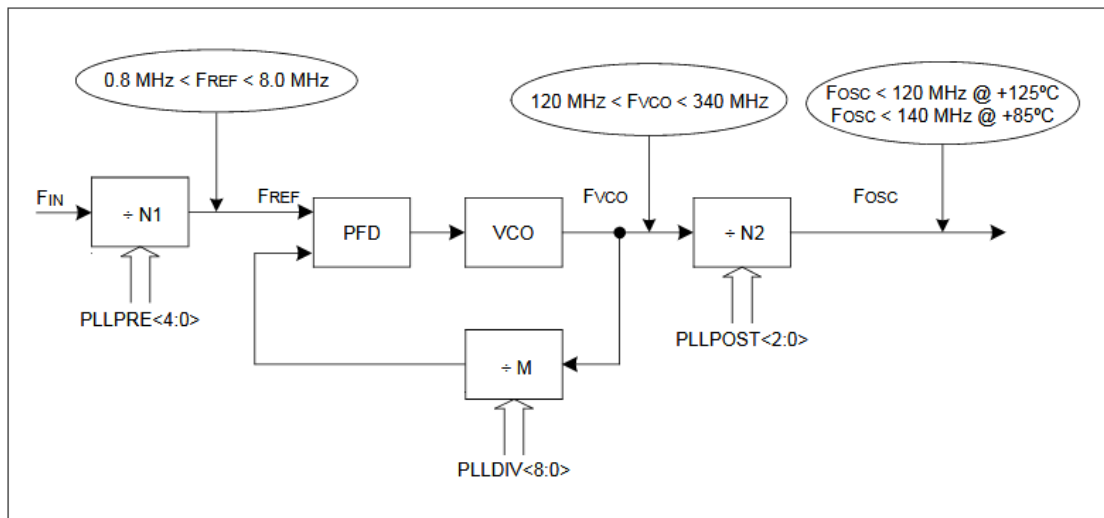 0.8 MHz < FREF < 8.0 MHz
120 MHz < FVCO < 340 MHz
FOSC < 120 MHz @ +125ºC
FOSC < 140 MHz @ +85ºC
FIN
FREF
FVCO
FOSC
÷ N1
PFD
VCO
÷ N2
PLLPRE<4:0>
PLLPOST<2:0>
÷ M
PLLDIV<8:0>